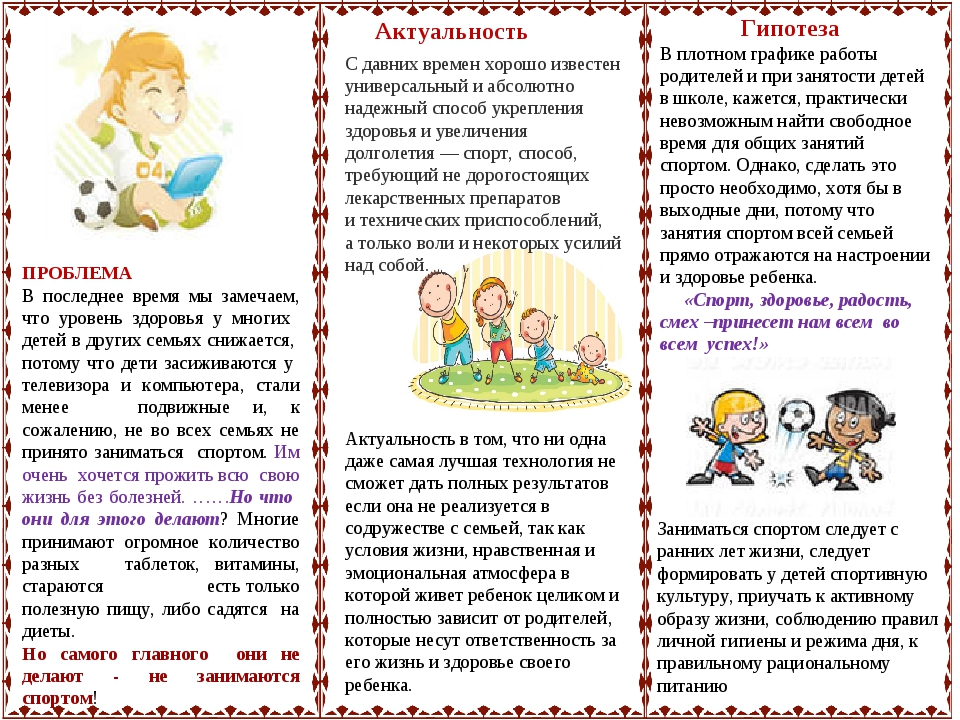 ПРОБЛЕМА
В последнее время мы замечаем,
что уровень здоровья у многих
детей в других семьях снижается,
потому что дети засиживаются у
телевизора и компьютера, стали
менее подвижные и, к
сожалению, не во всех семьях не
принято заниматься спортом. Им
очень хочется прожить всю свою
жизнь без болезней. ……Но что
они для этого делают? Многие
принимают огромное количество
разных таблеток, витамины,
стараются есть только
полезную пищу, либо садятся на
диеты.
Но самого главного они не
делают - не занимаются
спортом!
Актуальность
С давних времен хорошо известен
универсальный и абсолютно
надежный способ укрепления
здоровья и увеличения
долголетия — спорт, способ,
требующий не дорогостоящих
лекарственных препаратов
и технических приспособлений,
а только воли и некоторых усилий
над собой.
Актуальность в том, что ни одна
даже самая лучшая технология не
сможет дать полных результатов
если она не реализуется в
содружестве с семьей, так как
условия жизни, нравственная и
эмоциональная атмосфера в
которой живет ребенок целиком и
полностью зависит от родителей,
которые несут ответственность за
его жизнь и здоровье своего
ребенка.
Гипотеза
В плотном графике работы
родителей и при занятости детей
в школе, кажется, практически
невозможным найти свободное
время для общих занятий
спортом. Однако, сделать это
просто необходимо, хотя бы в
выходные дни, потому что
занятия спортом всей семьей
прямо отражаются на настроении
и здоровье ребенка.
«Спорт, здоровье, радость,
смех –принесет нам всем во
всем успех!»
Заниматься спортом следует с
ранних лет жизни, следует
формировать у детей спортивную
культуру, приучать к активному
образу жизни, соблюдению правил
личной гигиены и режима дня, к
правильному рациональному
питанию
04